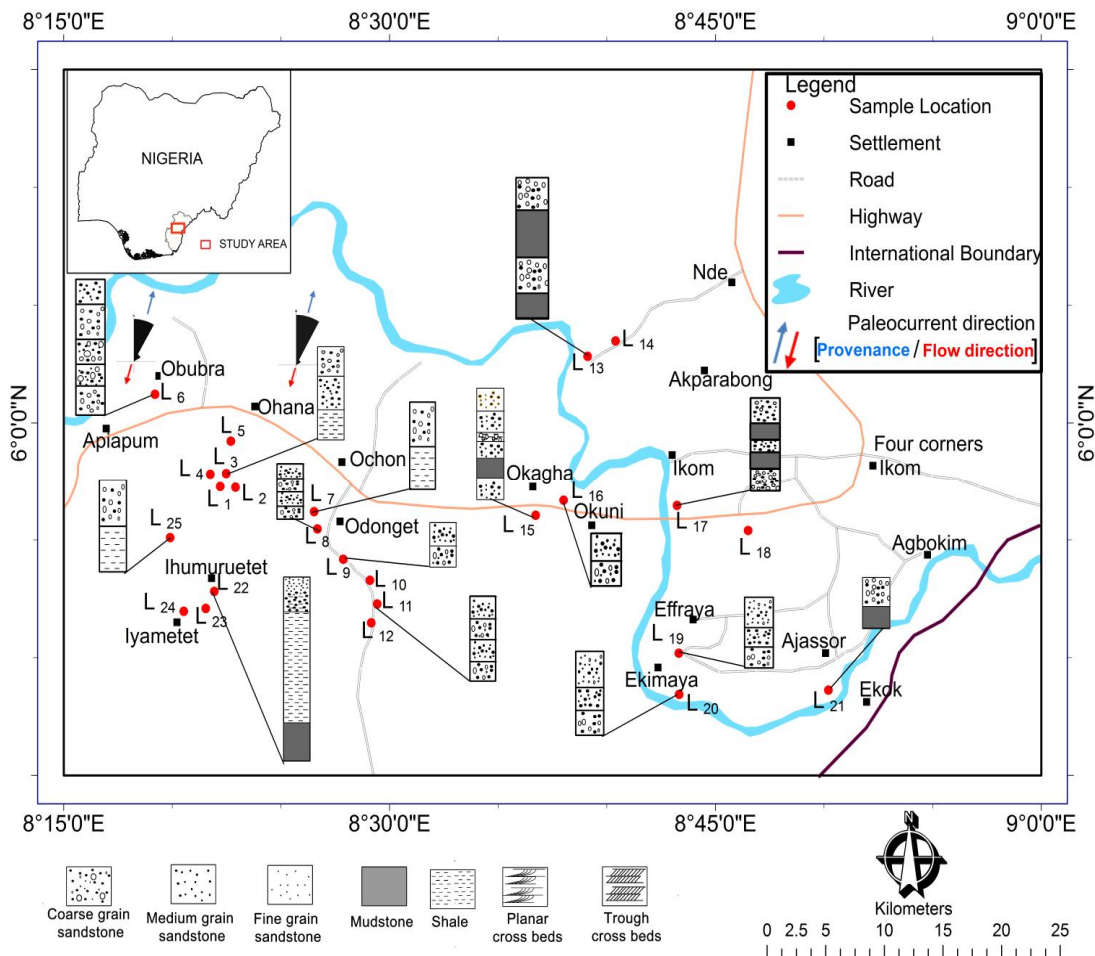 8°15'0"E 8°30'0"E 8°45'0"E 9°0'0"E
NIGERIA
STUDY AREA
Legend
Sample Location
Settlement
Road
Highway
International Boundary
River
Paleocurrent direction
[Provenance / Flow direction]
6°0'0"N
6°0'0"N
Nde
L 14
L 13
Akparabong
Obubra
L 6
Ohana
Apiapum
L 5
L 3
L 4
L 1
L 2
Ochon
L 7
Odonget
L 8
L 9
L 10
L 11
L 12
L 25
Ihumuruetet
L 22
L 24
L 23
Iyametet
Okagha
L 16
L 15
Okuni
Ikom
Four corners
Ikom
L 17
L 18
Agbokim
Effraya
L 19
Ajassor
Ekimaya
L 20
L 21
Ekok
8°15'0"E 8°30'0"E 8°45'0"E 9°0'0"E
Coarse grain
sandstone
Medium grain
sandstone
Fine grain
sandstone
Mudstone
Shale
Planar
cross beds
Trough
cross beds
N
Kilometers
0 2.5 5 10 15 20 25